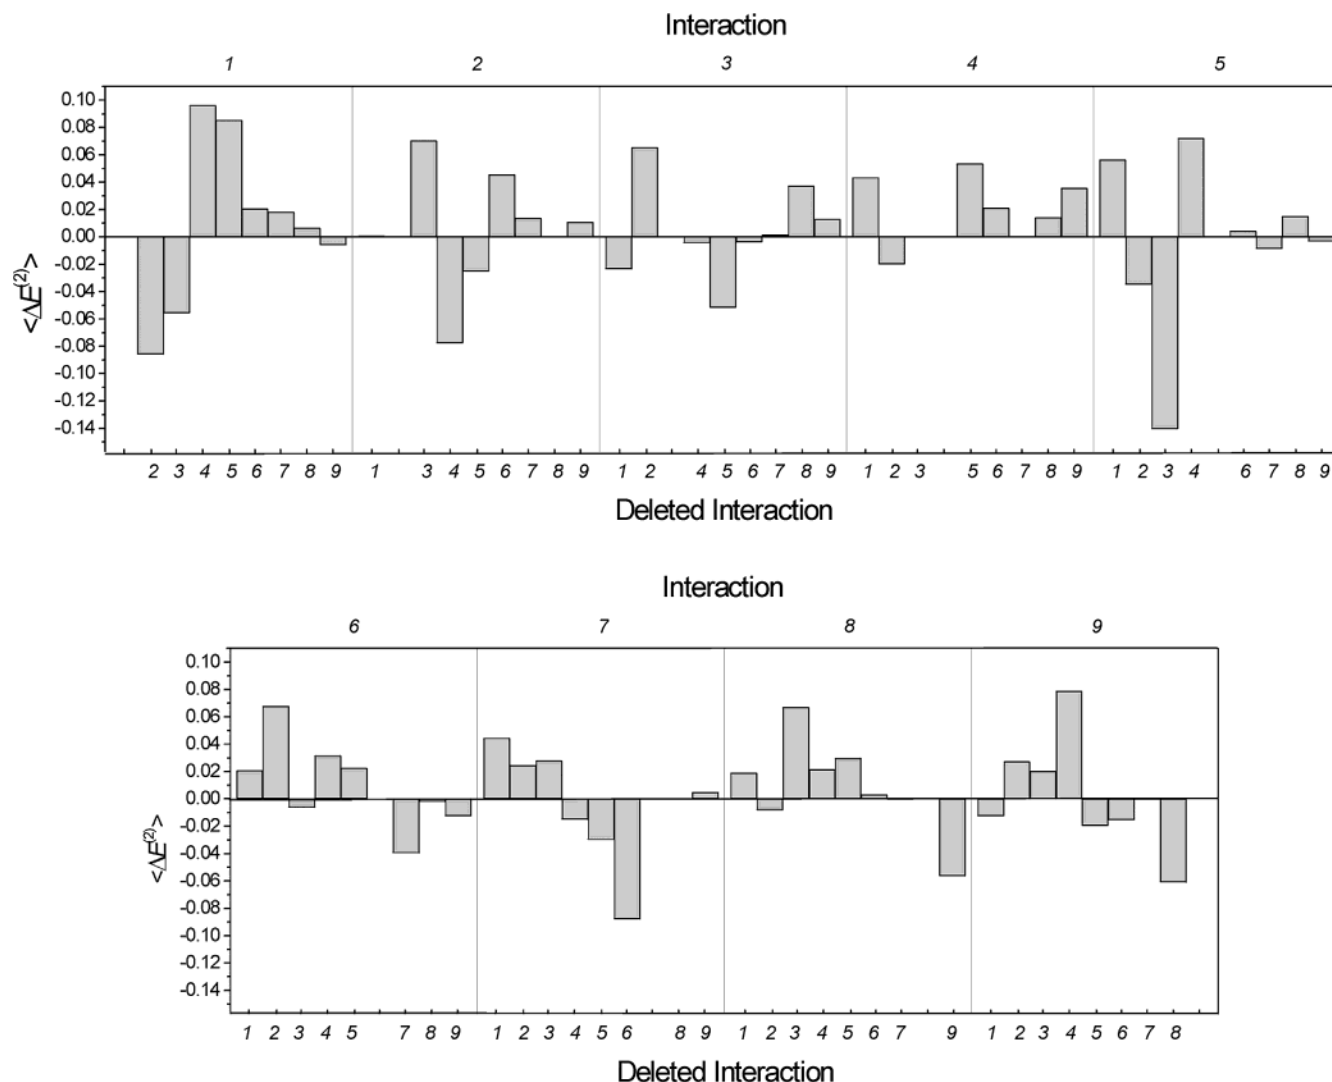 Interaction
1 2 3 4 5
0.10
0.08
0.06
0.04
0.02
0.00
-0.02
-0.04
-0.06
-0.08
-0.10
-0.12
-0.14
<ΔE(2)>
2 3 4 5 6 7 8 9 1 3 4 5 6 7 8 9 1 2 4 5 6 7 8 9 1 2 3 5 6 7 8 9 1 2 3 4 6 7 8 9
Deleted Interaction
Interaction
6 7 8 9
0.10
0.08
0.06
0.04
0.02
0.00
-0.02
-0.04
-0.06
-0.08
-0.10
-0.12
-0.14
<ΔE(2)>
1 2 3 4 5 7 8 9 1 2 3 4 5 6 8 9 1 2 3 4 5 6 7 9 1 2 3 4 5 6 7 8
Deleted Interaction